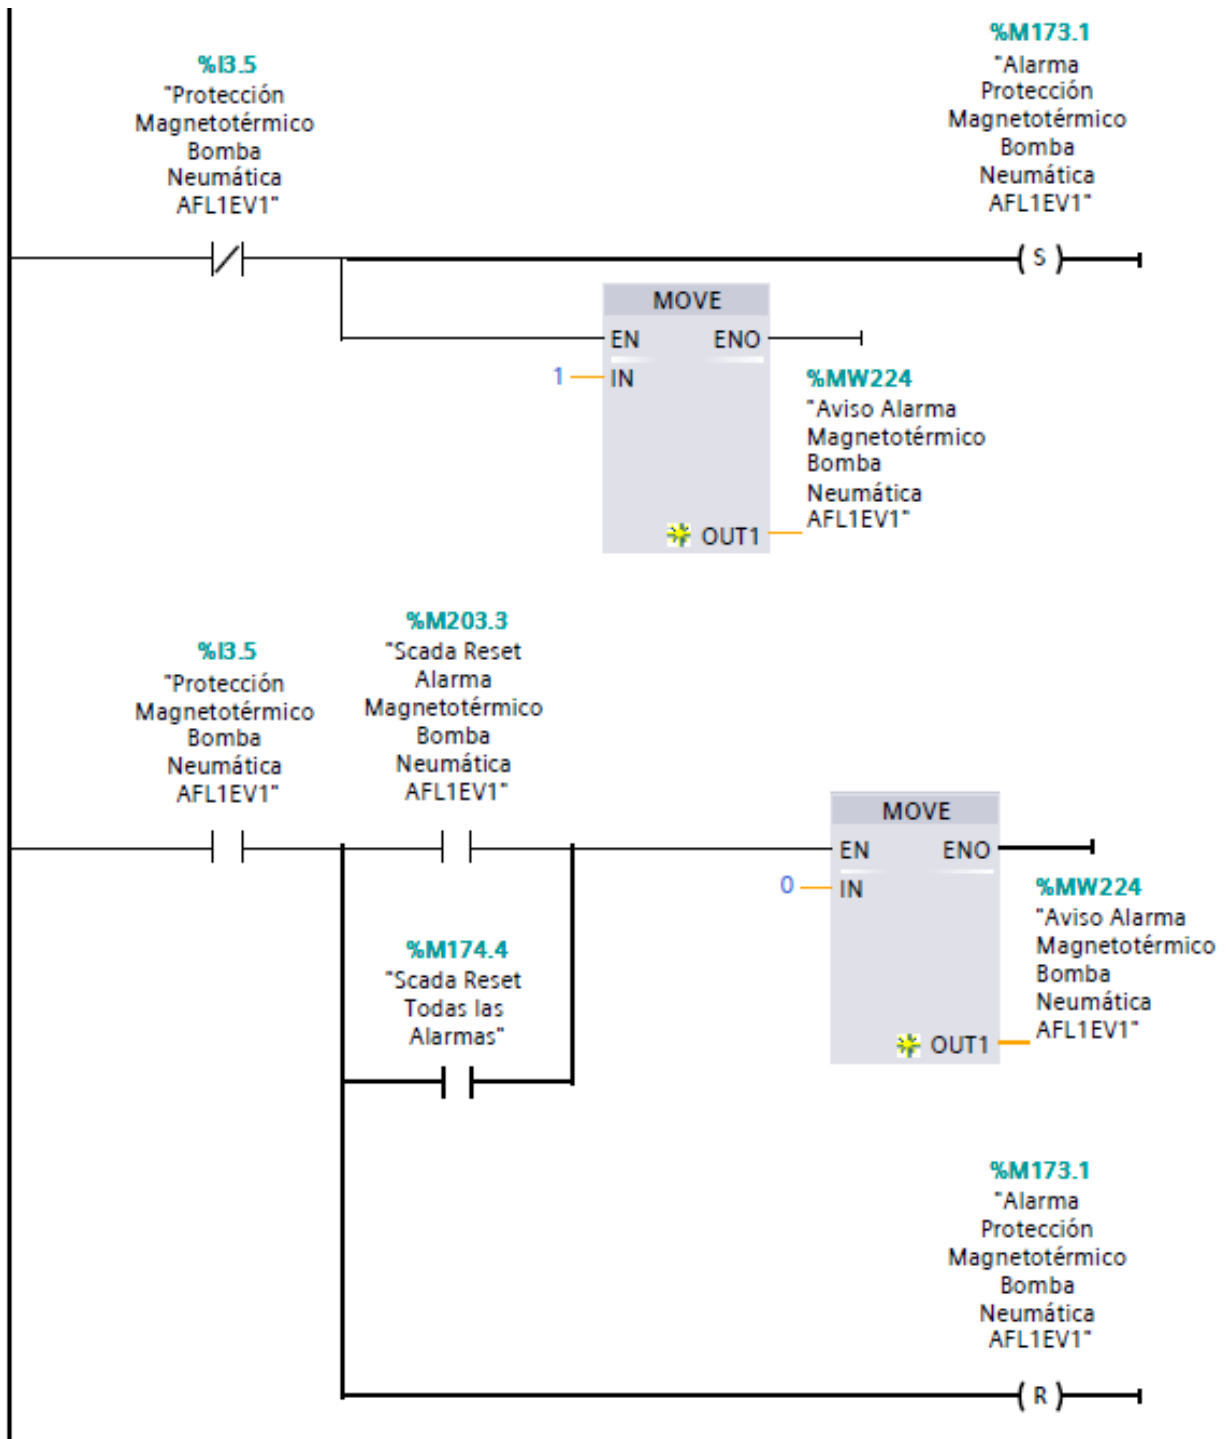 %M173.1
"Alarma
Protección
Magnetotérmico
Bomba
Neumática
AFL1EV1"
%I3.5
"Protección
Magnetotérmico
Bomba
Neumática
AFL1EV1"
S
MOVE
EN ENO
1 IN
%MW224
"Aviso Alarma
Magnetotérmico
Bomba
Neumática
AFL1EV1"
OUT1
%I3.5
"Protección
Magnetotérmico
Bomba
Neumática
AFL1EV1"
%M203.3
"Scada Reset
Alarma
Magnetotérmico
Bomba
Neumática
AFL1EV1"
MOVE
EN ENO
0 IN
%MW224
"Aviso Alarma
Magnetotérmico
Bomba
Neumática
AFL1EV1"
OUT1
%M174.4
"Scada Reset
Todas las
Alarmas"
%M173.1
"Alarma
Protección
Magnetotérmico
Bomba
Neumática
AFL1EV1"
R